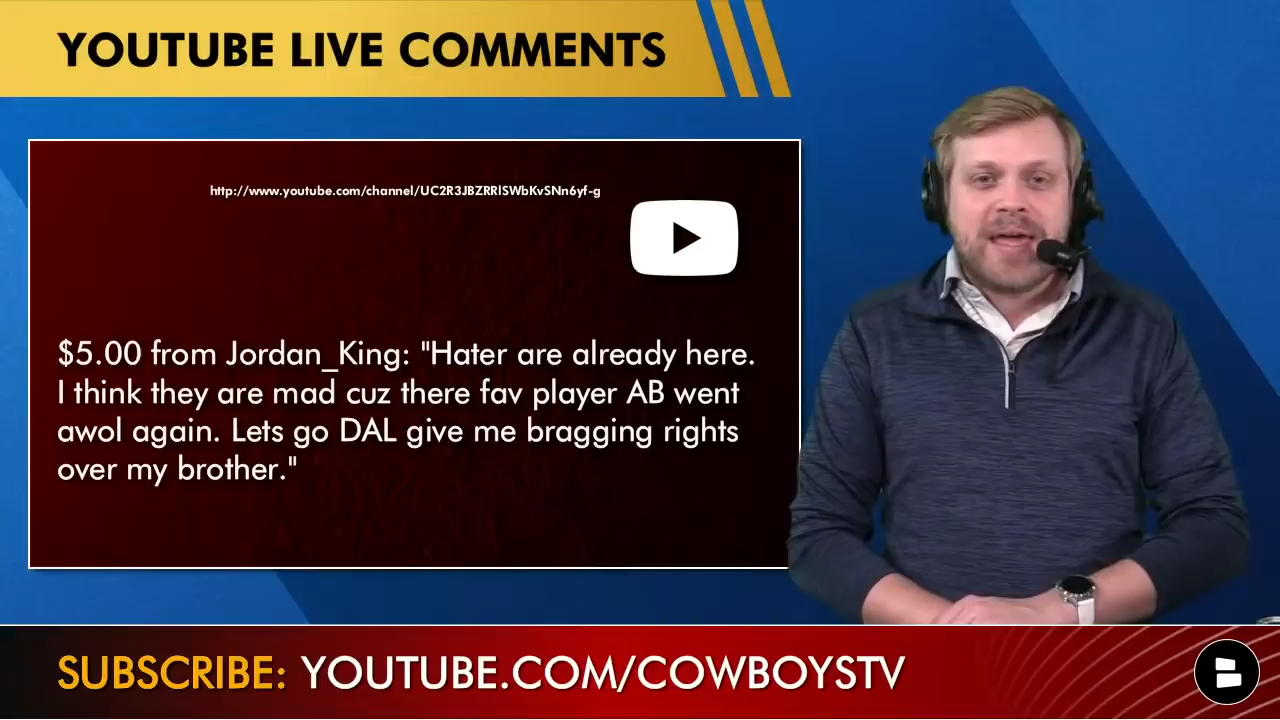 YOUTUBE LIVE COMMENTS
http://www.youtube.com/channel/UC2R3JBZRRlSWbKvSNn6yf-g
$5.00 from Jordan_King: "Hater are already here.
I think they are mad cuz there fav player AB went
awol again. Lets go DAL give me bragging rights
over my brother."
SUBSCRIBE: YOUTUBE.COM/COWBOYSTV